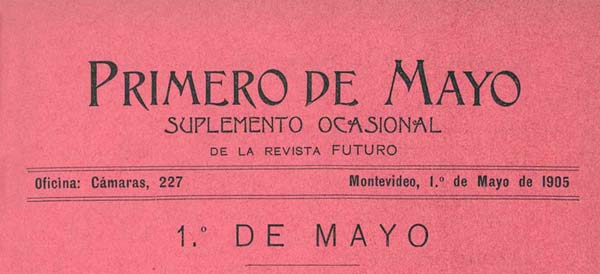 PRIMERO DE MAYO
SUPLEMENTO OCASIONAL
DE LA REVISTA FUTURO
Oficina: Cámaras, 227 Montevideo, 1.º de Mayo de 1905
1.º DE MAYO